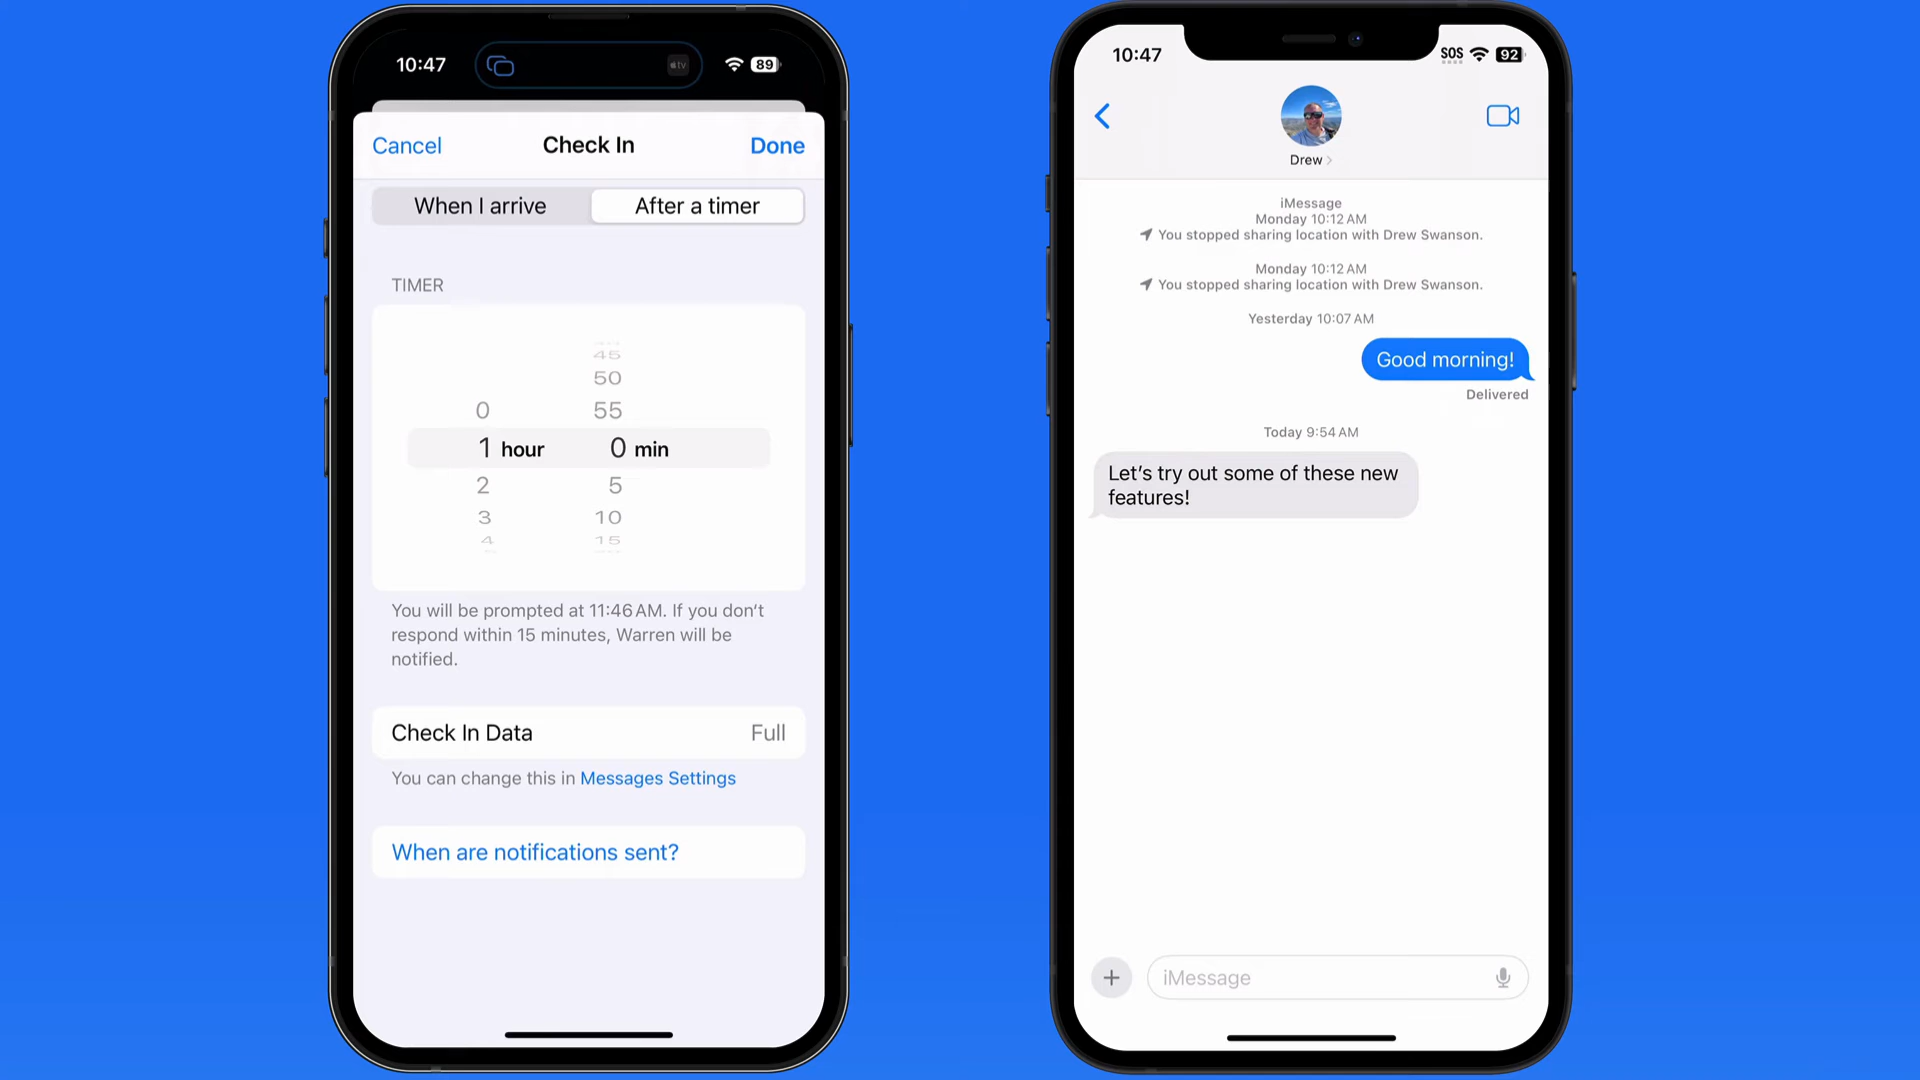 10:47
tv
89
Cancel
Check In
Done
When I arrive
After a timer
TIMER
45
50
0
55
1 hour
0 min
2
5
3
10
4
15
You will be prompted at 11:46 AM. If you don't
respond within 15 minutes, Warren will be
notified.
Check In Data
Full
You can change this in Messages Settings
When are notifications sent?
10:47
SOS
92
Drew
iMessage
Monday 10:12 AM
You stopped sharing location with Drew Swanson.
Monday 10:12 AM
You stopped sharing location with Drew Swanson.
Yesterday 10:07 AM
Good morning!
Delivered
Today 9:54 AM
Let's try out some of these new
features!
iMessage